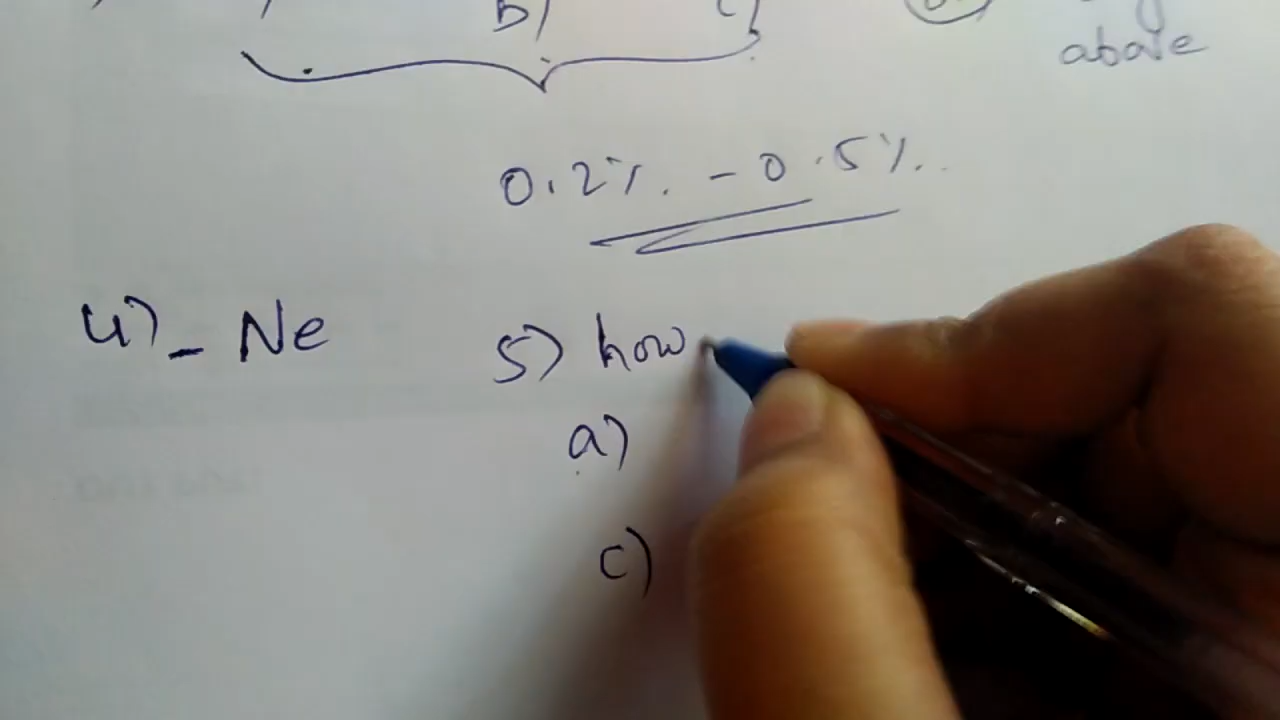 b) c)
above
0.2% - 0.5%.
4) - Ne
5) how
a)
c)